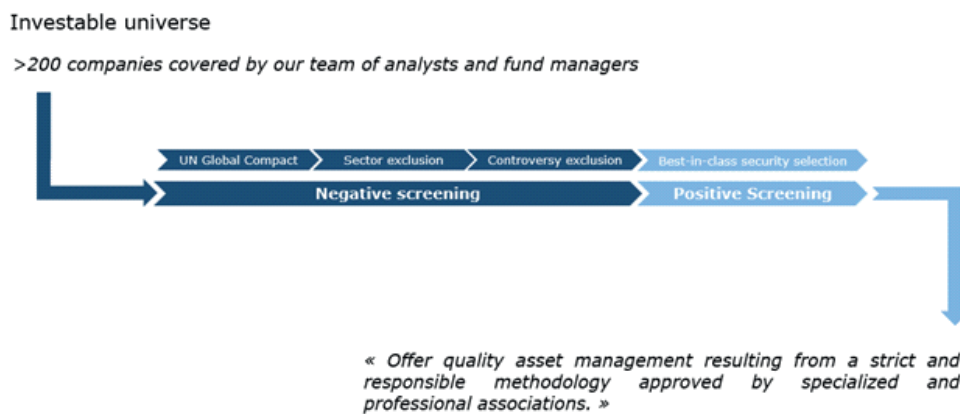 Investable universe
>200 companies covered by our team of analysts and fund managers
UN Global Compact
Sector exclusion
Controversy exclusion
Best-in-class security selection
Negative screening
Positive Screening
« Offer quality asset management resulting from a strict and
responsible methodology approved by specialized and
professional associations. »